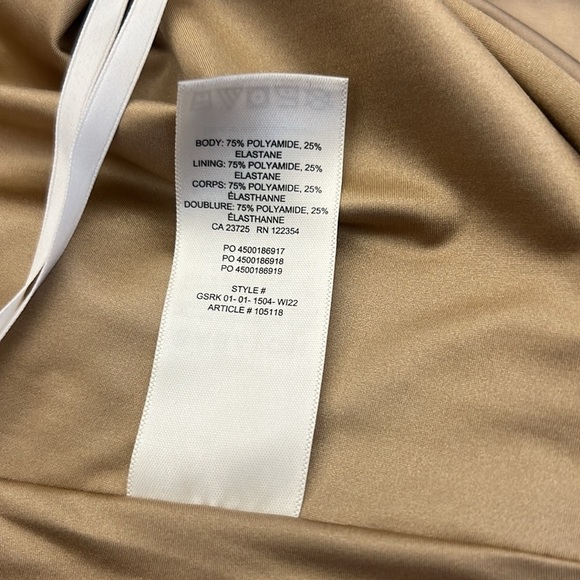 BODY: 75% POLYAMIDE, 25%
ELASTANE
LINING: 75% POLYAMIDE, 25%
ELASTANE
CORPS: 75% POLYAMIDE, 25%
ÉLASTHANNE
DOUBLURE: 75% POLYAMIDE, 25%
ÉLASTHANNE
CA 23725 RN 122354
PO 4500186917
PO 4500186918
PO 4500186919
STYLE #
GSRK 01- 01- 1504- WI22
ARTICLE # 105118